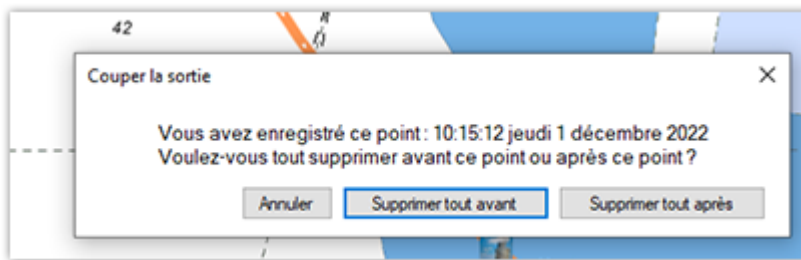 42
Couper la sortie
Vous avez enregistré ce point : 10:15:12 jeudi 1 décembre 2022
Voulez-vous tout supprimer avant ce point ou après ce point ?
Annuler
Supprimer tout avant
Supprimer tout après